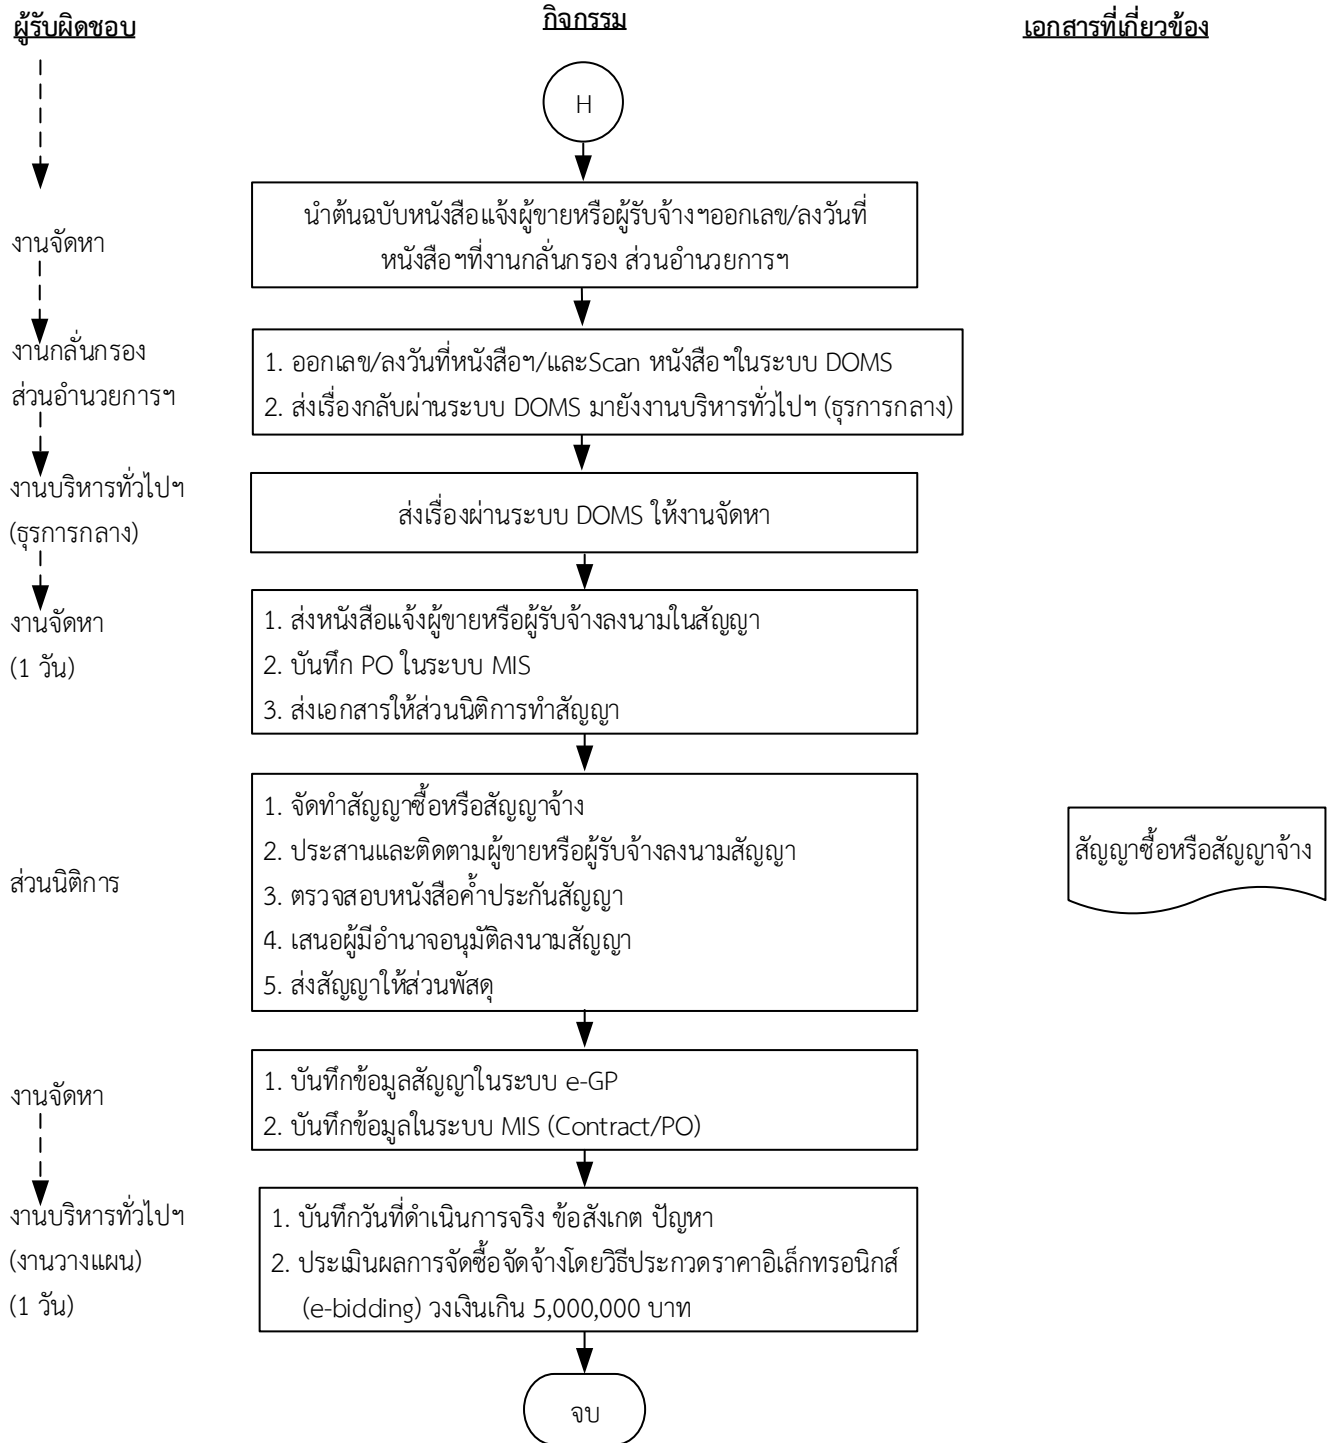 ผู้รับผิดชอบ
กิจกรรม
เอกสารที่เกี่ยวข้อง
H
งานจัดหา
นำต้นฉบับหนังสือแจ้งผู้ขายหรือผู้รับจ้างฯออกเลข/ลงวันที่
หนังสือฯที่งานกลั่นกรอง ส่วนอำนวยการฯ
งานกลั่นกรอง
ส่วนอำนวยการฯ
1. ออกเลข/ลงวันที่หนังสือฯ/และScan หนังสือฯในระบบ DOMS
2. ส่งเรื่องกลับผ่านระบบ DOMS มายังงานบริหารทั่วไปฯ (ธุรการกลาง)
งานบริหารทั่วไปฯ
(ธุรการกลาง)
ส่งเรื่องผ่านระบบ DOMS ให้งานจัดหา
งานจัดหา
(1 วัน)
1. ส่งหนังสือแจ้งผู้ขายหรือผู้รับจ้างลงนามในสัญญา
2. บันทึก PO ในระบบ MIS
3. ส่งเอกสารให้ส่วนนิติการทำสัญญา
ส่วนนิติการ
1. จัดทำสัญญาซื้อหรือสัญญาจ้าง
2. ประสานและติดตามผู้ขายหรือผู้รับจ้างลงนามสัญญา
3. ตรวจสอบหนังสือค้ำประกันสัญญา
4. เสนอผู้มีอำนาจอนุมัติลงนามสัญญา
5. ส่งสัญญาให้ส่วนพัสดุ
สัญญาซื้อหรือสัญญาจ้าง
งานจัดหา
1. บันทึกข้อมูลสัญญาในระบบ e-GP
2. บันทึกข้อมูลในระบบ MIS (Contract/PO)
งานบริหารทั่วไปฯ
(งานวางแผน)
(1 วัน)
1. บันทึกวันที่ดำเนินการจริง ข้อสังเกต ปัญหา
2. ประเมินผลการจัดซื้อจัดจ้างโดยวิธีประกวดราคาอิเล็กทรอนิกส์
(e-bidding) วงเงินเกิน 5,000,000 บาท
จบ